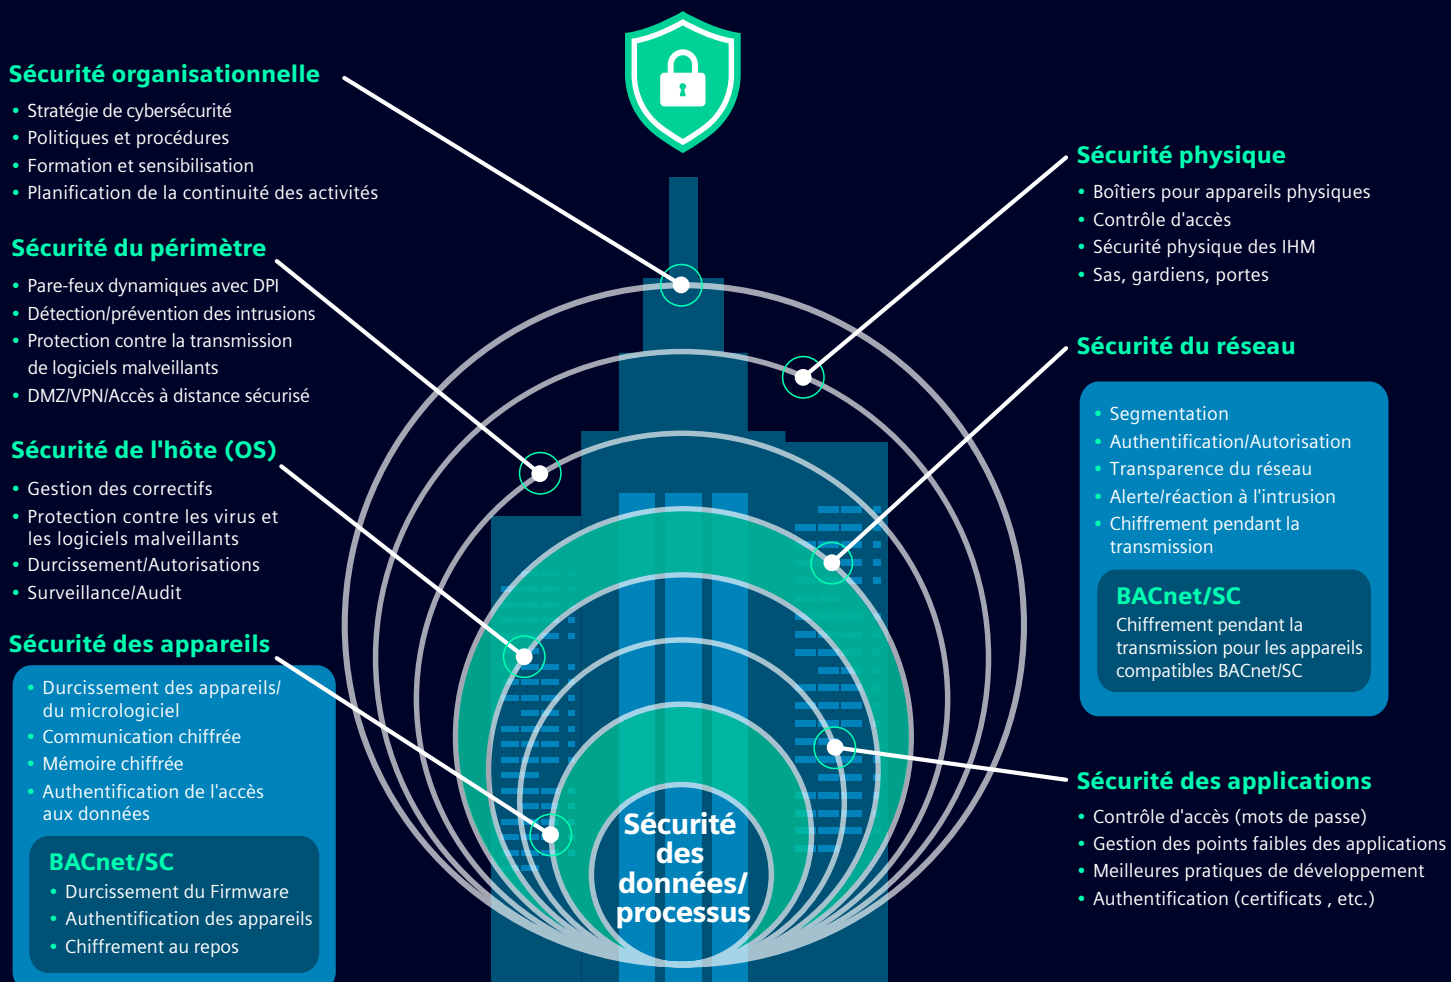 Sécurité organisationnelle
• Stratégie de cybersécurité
• Politiques et procédures
• Formation et sensibilisation
• Planification de la continuité des activités
Sécurité du périmètre
• Pare-feux dynamiques avec DPI
• Détection/prévention des intrusions
• Protection contre la transmission
de logiciels malveillants
• DMZ/VPN/Accès à distance sécurisé
Sécurité de l'hôte (OS)
• Gestion des correctifs
• Protection contre les virus et
les logiciels malveillants
• Durcissement/Autorisations
• Surveillance/Audit
Sécurité des appareils
• Durcissement des appareils/
du micrologiciel
• Communication chiffrée
• Mémoire chiffrée
• Authentification de l'accès
aux données
BACnet/SC
• Durcissement du Firmware
• Authentification des appareils
• Chiffrement au repos
Sécurité
des
données/
processus
Sécurité physique
• Boîtiers pour appareils physiques
• Contrôle d'accès
• Sécurité physique des IHM
• Sas, gardiens, portes
Sécurité du réseau
• Segmentation
• Authentification/Autorisation
• Transparence du réseau
• Alerte/réaction à l'intrusion
• Chiffrement pendant la
transmission
BACnet/SC
Chiffrement pendant la
transmission pour les appareils
compatibles BACnet/SC
Sécurité des applications
• Contrôle d'accès (mots de passe)
• Gestion des points faibles des applications
• Meilleures pratiques de développement
• Authentification (certificats , etc.)